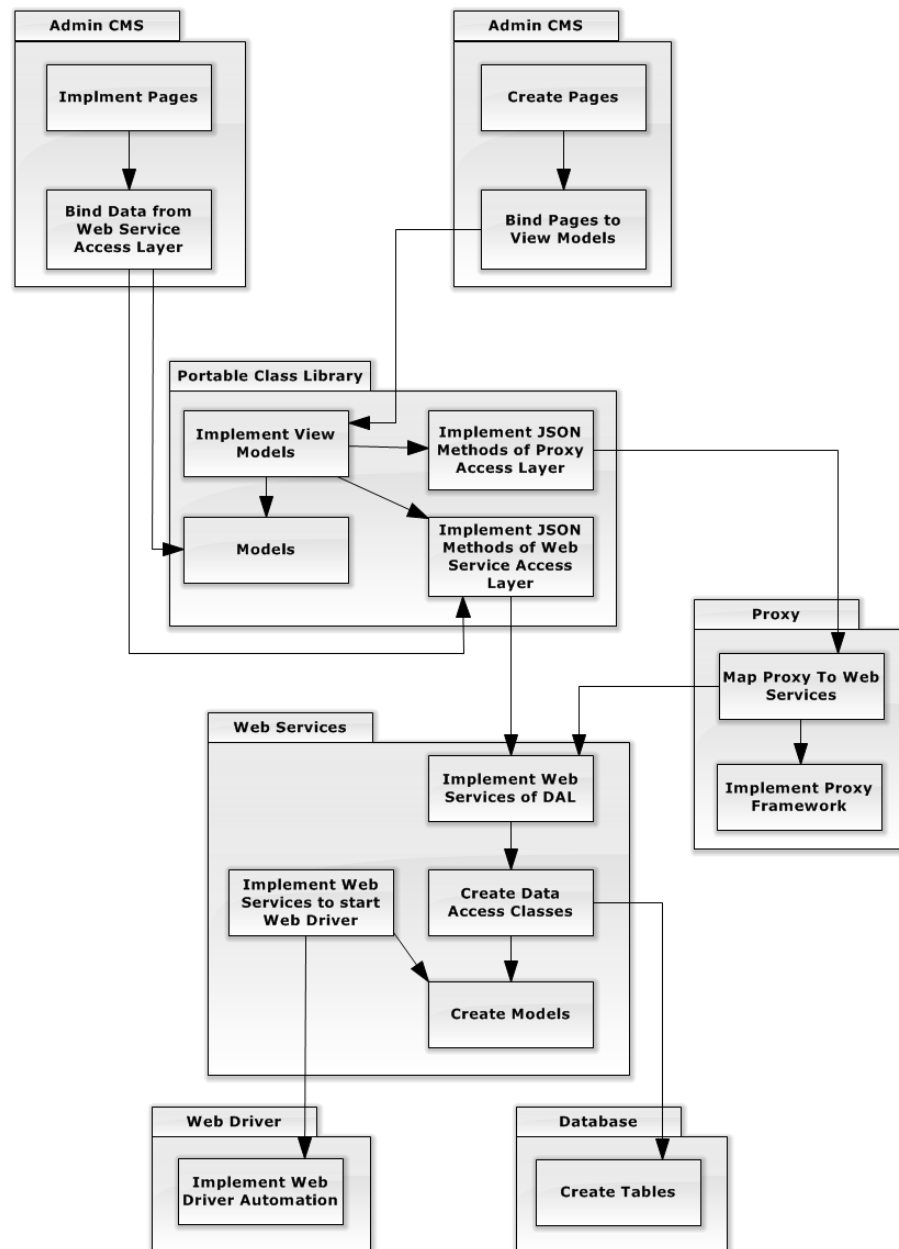 Admin CMS
Implment Pages
Bind Data from
Web Service
Access Layer
Admin CMS
Create Pages
Bind Pages to
View Models
Portable Class Library
Implement View
Models
Implement JSON
Methods of Proxy
Access Layer
Models
Implement JSON
Methods of Web
Service Access
Layer
Proxy
Map Proxy To Web
Services
Implement Proxy
Framework
Web Services
Implement Web
Services of DAL
Implement Web
Services to start
Web Driver
Create Data
Access Classes
Create Models
Web Driver
Implement Web
Driver Automation
Database
Create Tables